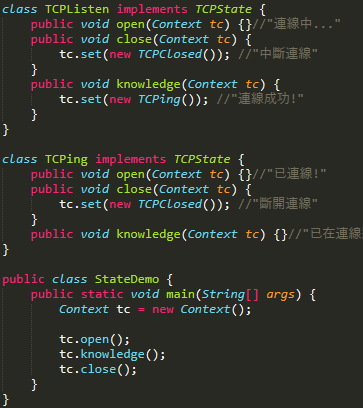 class TCPListen implements TCPState {
    public void open(Context tc) {}//"連線中..."
    public void close(Context tc) {
        tc.set(new TCPClosed()); //"中斷連線"
    }
    public void knowledge(Context tc) {
        tc.set(new TCPing()); //"連線成功!"
    }
}
class TCPing implements TCPState {
    public void open(Context tc) {}//"已連線!"
    public void close(Context tc) {
        tc.set(new TCPClosed()); //"斷開連線"
    }
    public void knowledge(Context tc) {}//"已在連線
}
public class StateDemo {
    public static void main(String[] args) {
        Context tc = new Context();
        tc.open();
        tc.knowledge();
        tc.close();
    }
}